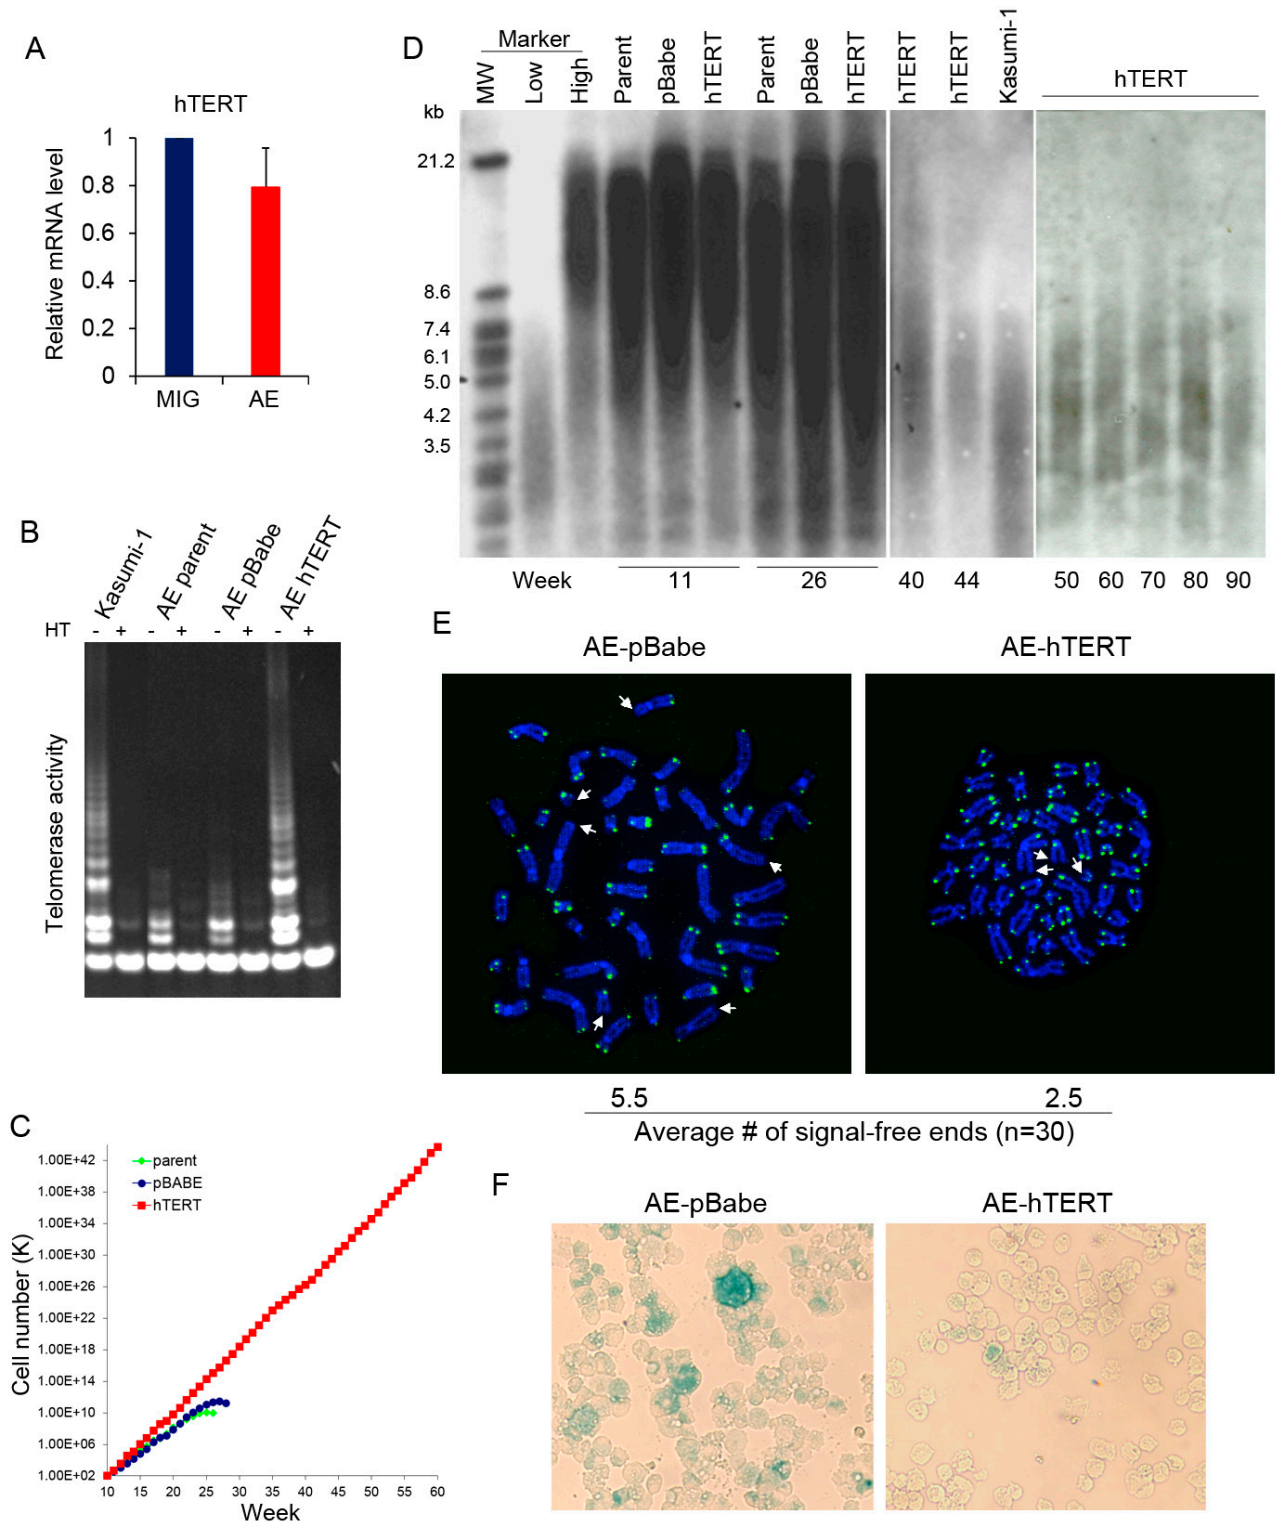 A
hTERT
Relative mRNA level
1
0.8
0.6
0.4
0.2
0
MIG
AE
B
Kasumi-1
AE parent
AE pBabe
AE hTERT
HT
- + - + - + - +
Telomerase activity
C
Cell number (K)
1.00E+42
1.00E+38
1.00E+34
1.00E+30
1.00E+26
1.00E+22
1.00E+18
1.00E+14
1.00E+10
1.00E+06
1.00E+02
parent
pBABE
hTERT
10 15 20 25 30 35 40 45 50 55 60
Week
D
Marker
MW
Low
High
Parent
pBabe
hTERT
Parent
pBabe
hTERT
hTERT
hTERT
Kasumi-1
hTERT
kb
21.2
8.6
7.4
6.1
5.0
4.2
3.5
Week 11 26 40 44 50 60 70 80 90
E
AE-pBabe
AE-hTERT
5.5
2.5
Average # of signal-free ends (n=30)
F
AE-pBabe
AE-hTERT